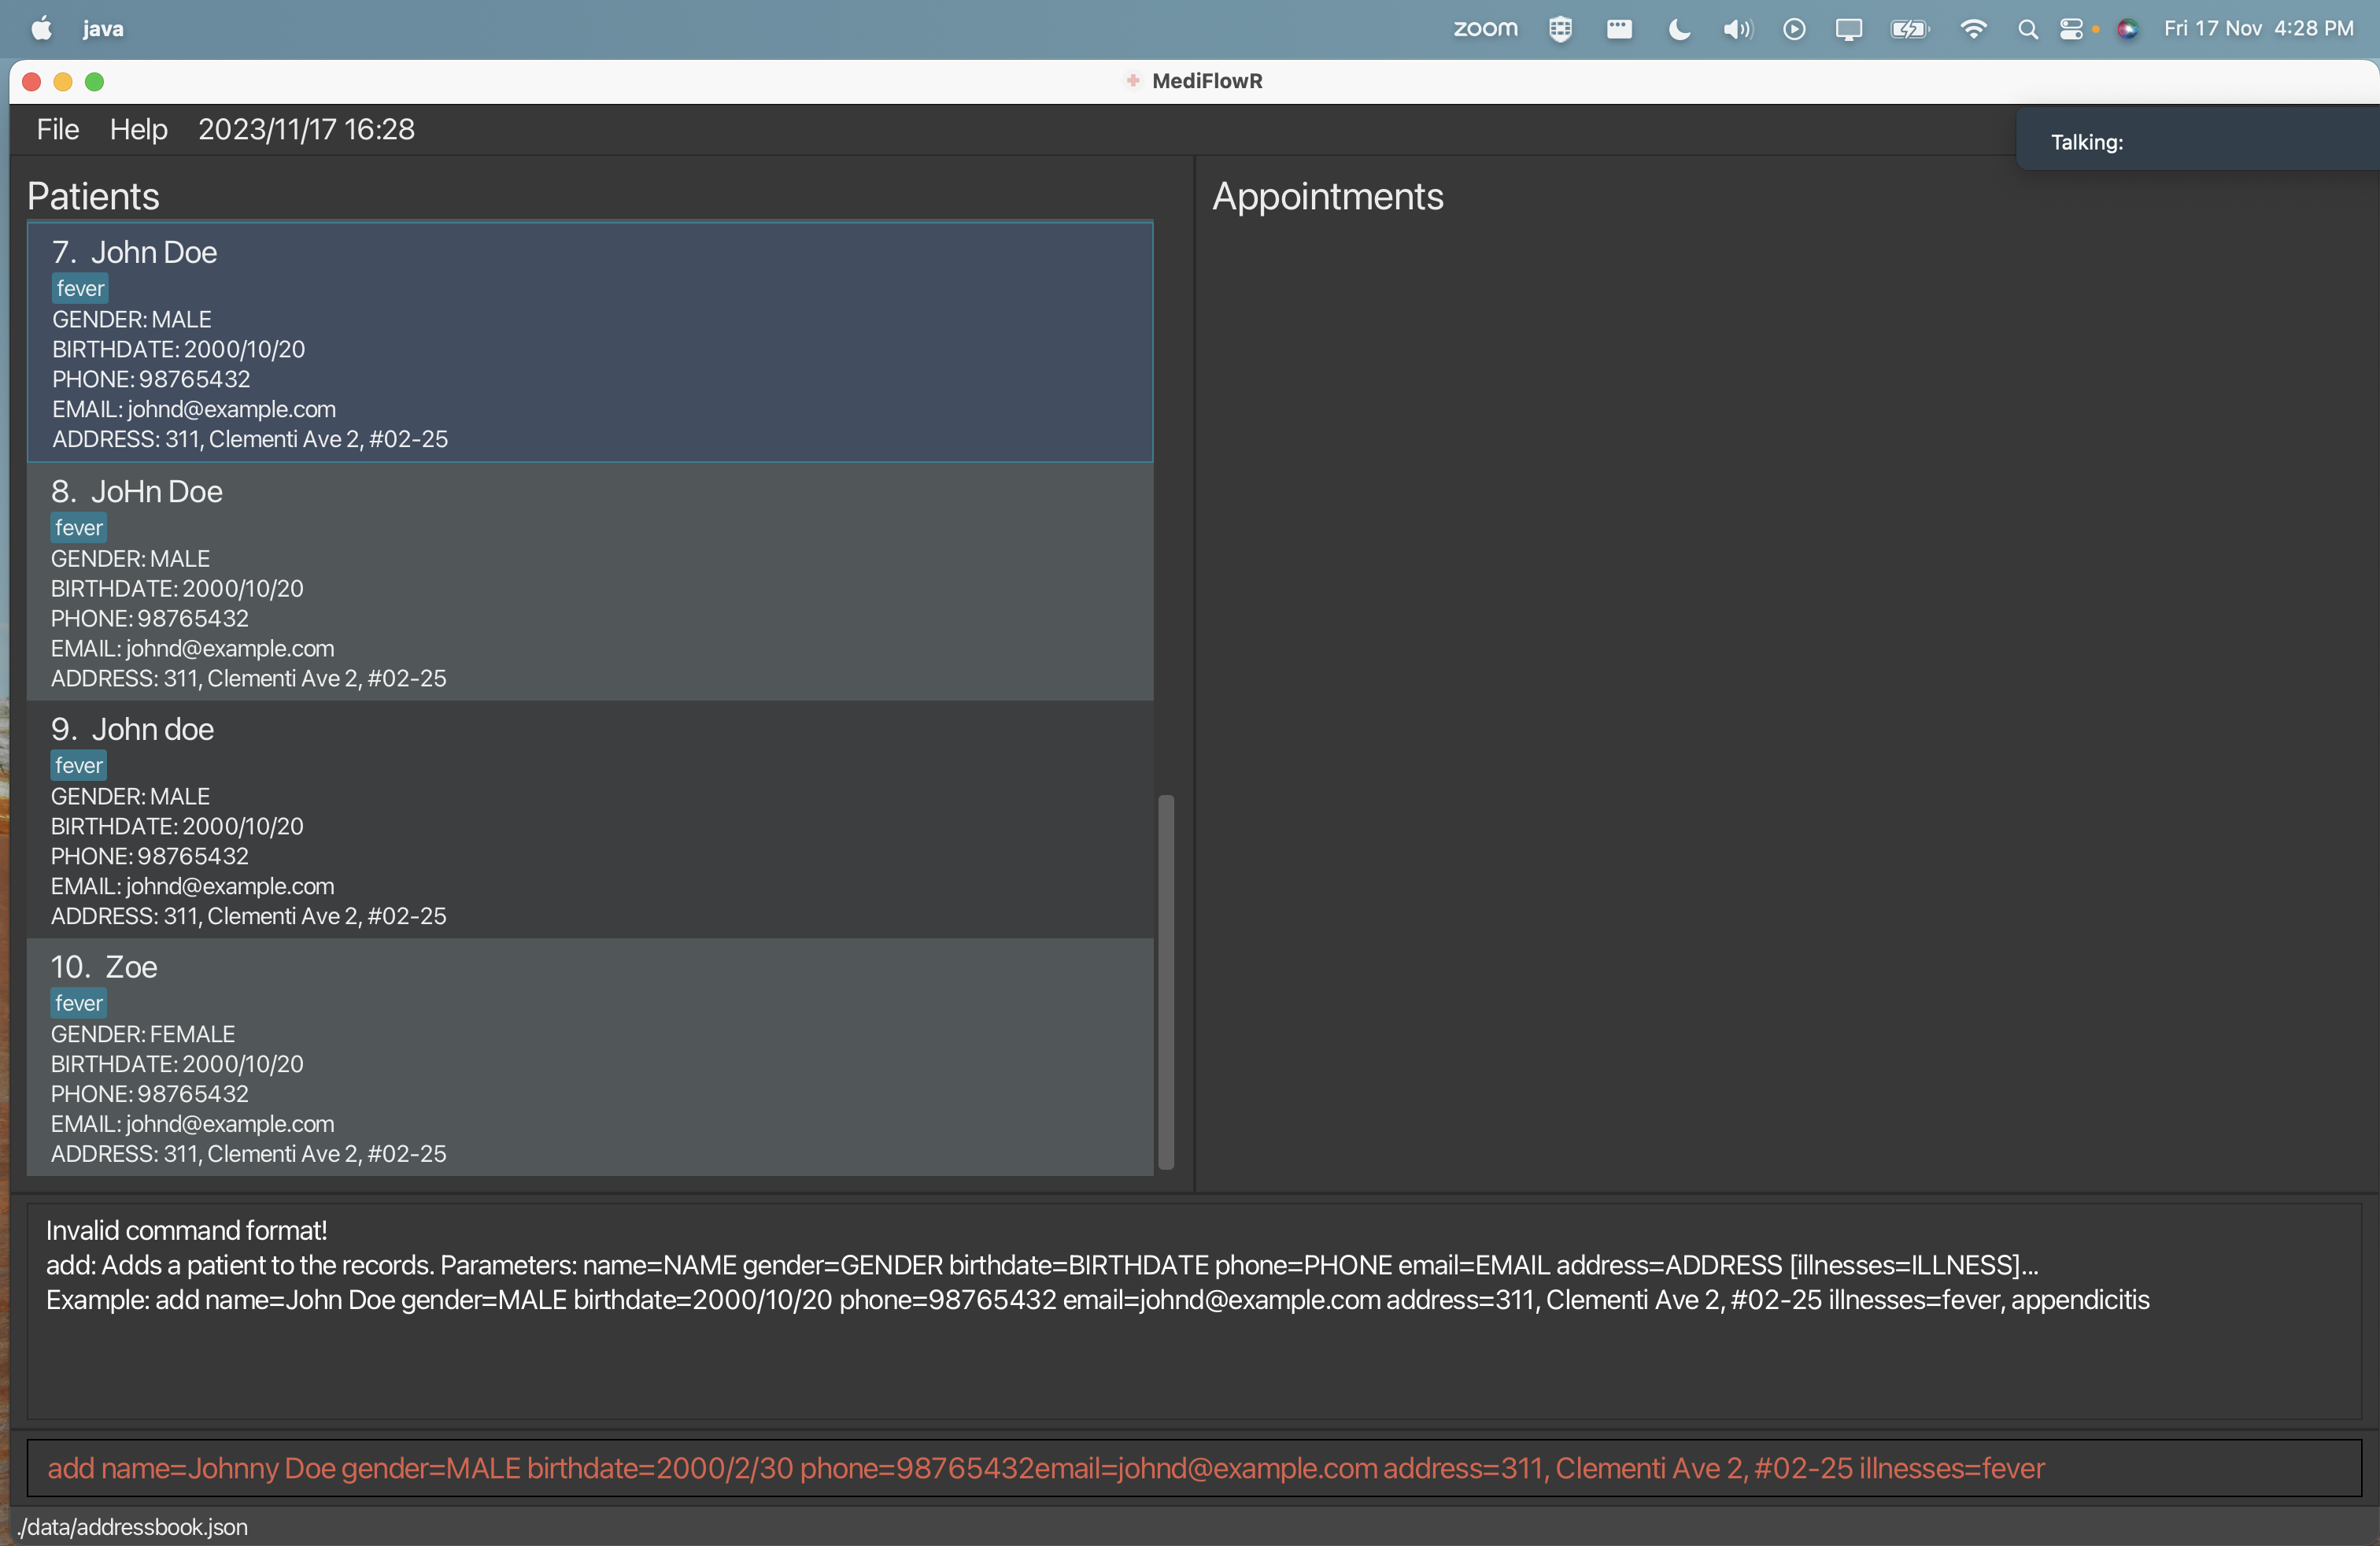 java
zoom
Fri 17 Nov 4:28 PM
MediFlowR
File Help 2023/11/17 16:28
Talking:
Patients
7. John Doe
fever
GENDER: MALE
BIRTHDATE: 2000/10/20
PHONE: 98765432
EMAIL: johnd@example.com
ADDRESS: 311, Clementi Ave 2, #02-25
8. JoHn Doe
fever
GENDER: MALE
BIRTHDATE: 2000/10/20
PHONE: 98765432
EMAIL: johnd@example.com
ADDRESS: 311, Clementi Ave 2, #02-25
9. John doe
fever
GENDER: MALE
BIRTHDATE: 2000/10/20
PHONE: 98765432
EMAIL: johnd@example.com
ADDRESS: 311, Clementi Ave 2, #02-25
10. Zoe
fever
GENDER: FEMALE
BIRTHDATE: 2000/10/20
PHONE: 98765432
EMAIL: johnd@example.com
ADDRESS: 311, Clementi Ave 2, #02-25
Appointments
Invalid command format!
add: Adds a patient to the records. Parameters: name=NAME gender=GENDER birthdate=BIRTHDATE phone=PHONE email=EMAIL address=ADDRESS [illnesses=ILLNESS]...
Example: add name=John Doe gender=MALE birthdate=2000/10/20 phone=98765432 email=johnd@example.com address=311, Clementi Ave 2, #02-25 illnesses=fever, appendicitis
add name=Johnny Doe gender=MALE birthdate=2000/2/30 phone=98765432email=johnd@example.com address=311, Clementi Ave 2, #02-25 illnesses=fever
./data/addressbook.json